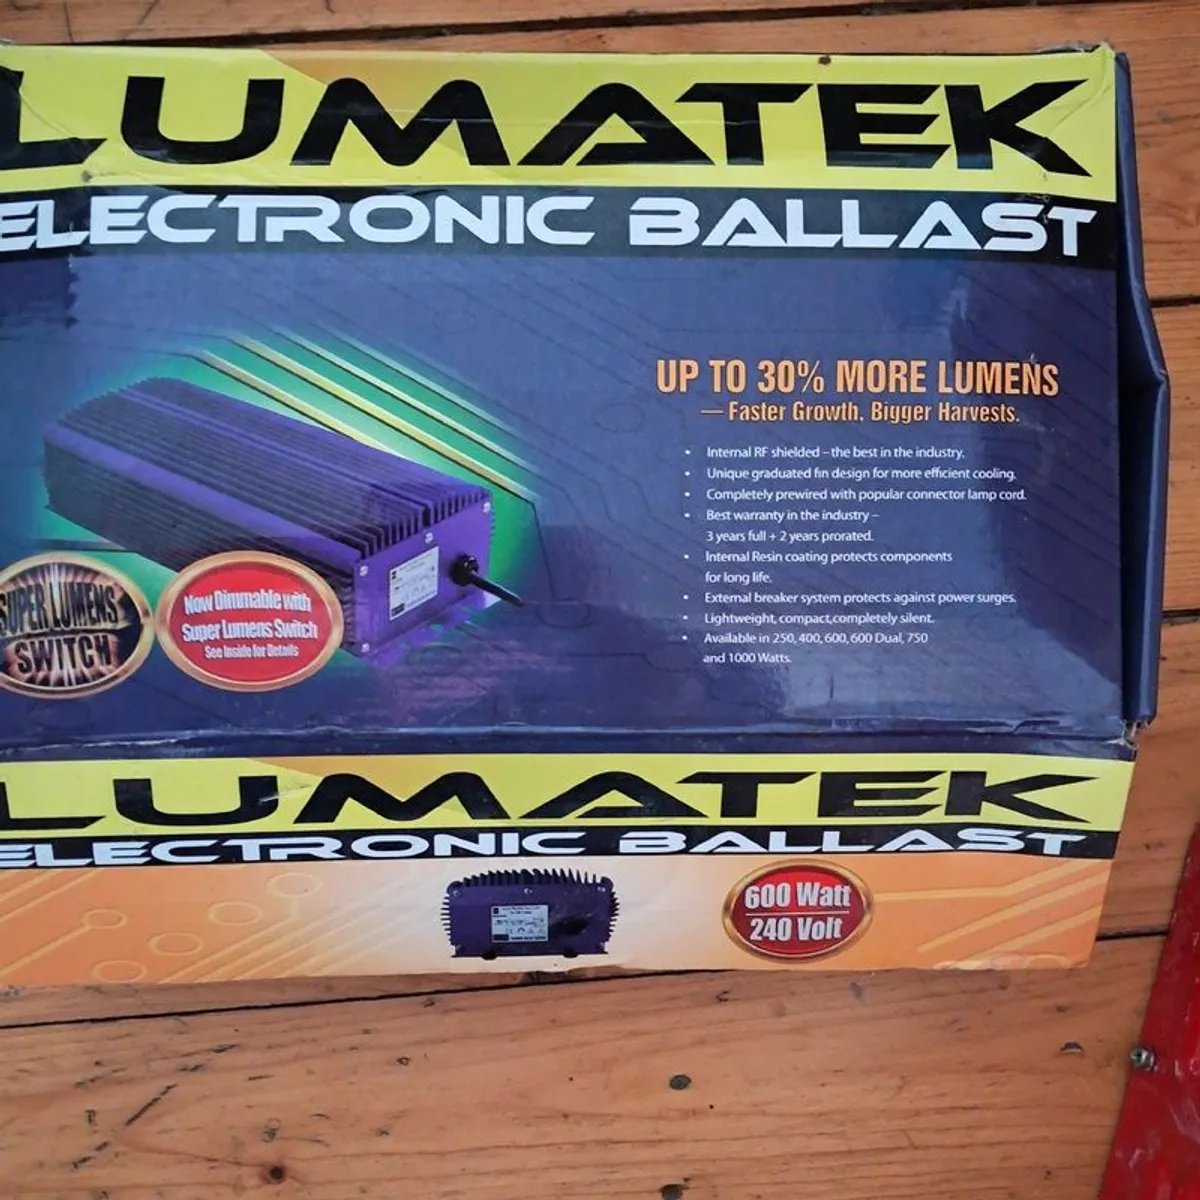 LUMATEK
ELECTRONIC BALLAST
UP TO 30% MORE LUMENS
— Faster Growth. Bigger Harvests.
• Internal RF shielded – the best in the industry.
• Unique graduated fin design for more efficient cooling.
• Completely prewired with popular connector lamp cord.
• Best warranty in the industry –
3 years full + 2 years prorated.
• Internal Resin coating protects components
for long life.
• External breaker system protects against power surges.
• Lightweight, compact,completely silent.
• Available in 250, 400, 600, 600 Dual, 750
and 1000 Watts.
SUPER LUMENS
SWITCH
Now Dimmable with
Super Lumens Switch
See Inside for Details
LUMATEK
ELECTRONIC BALLAST
600 Watt
240 Volt